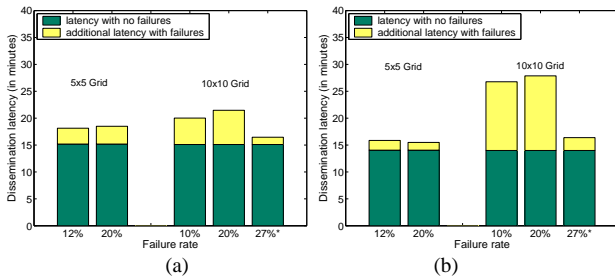 40
35
30
25
20
15
10
5
0
Dissemination latency (in minutes)
latency with no failures
additional latency with failures
5x5 Grid
10x10 Grid
12% 20% 10% 20% 27%*
Failure rate
(a)
40
35
30
25
20
15
10
5
0
Dissemination latency (in minutes)
latency with no failures
additional latency with failures
5x5 Grid
10x10 Grid
12% 20% 10% 20% 27%*
Failure rate
(b)